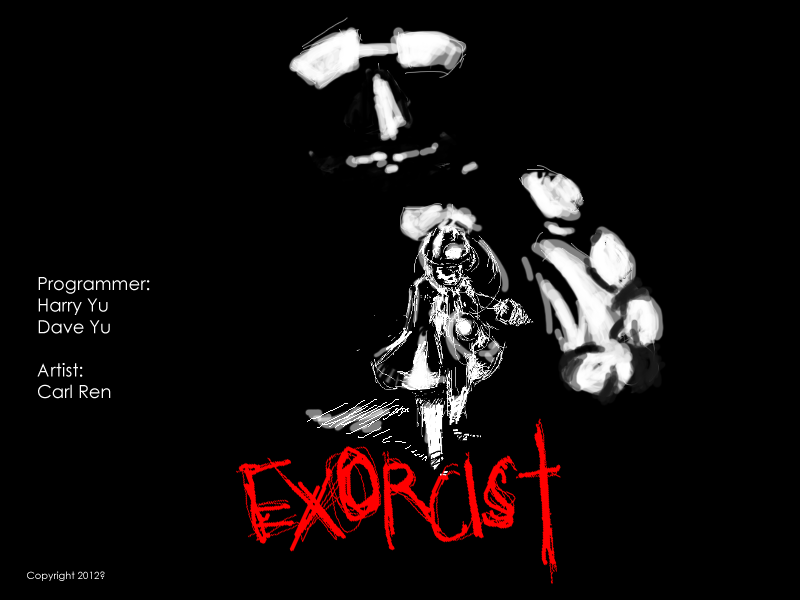 Programmer:
Harry Yu
Dave Yu
Artist:
Carl Ren
EXORCIST
Copyright 2012?